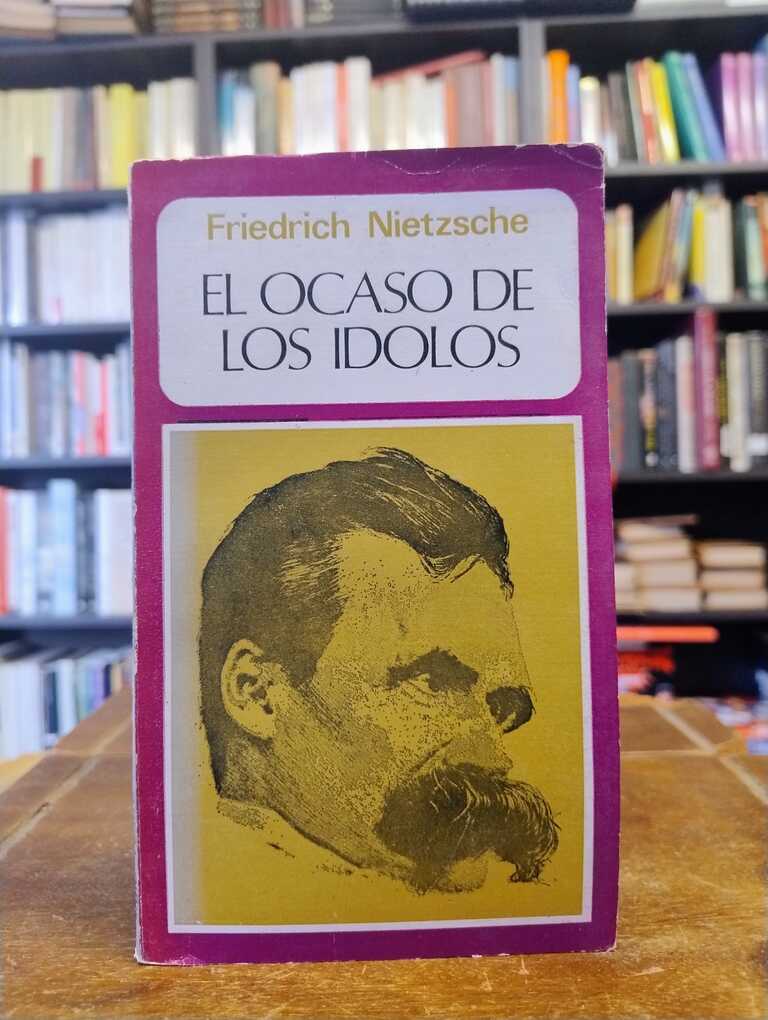 Friedrich Nietzsche
EL OCASO DE
LOS IDOLOS